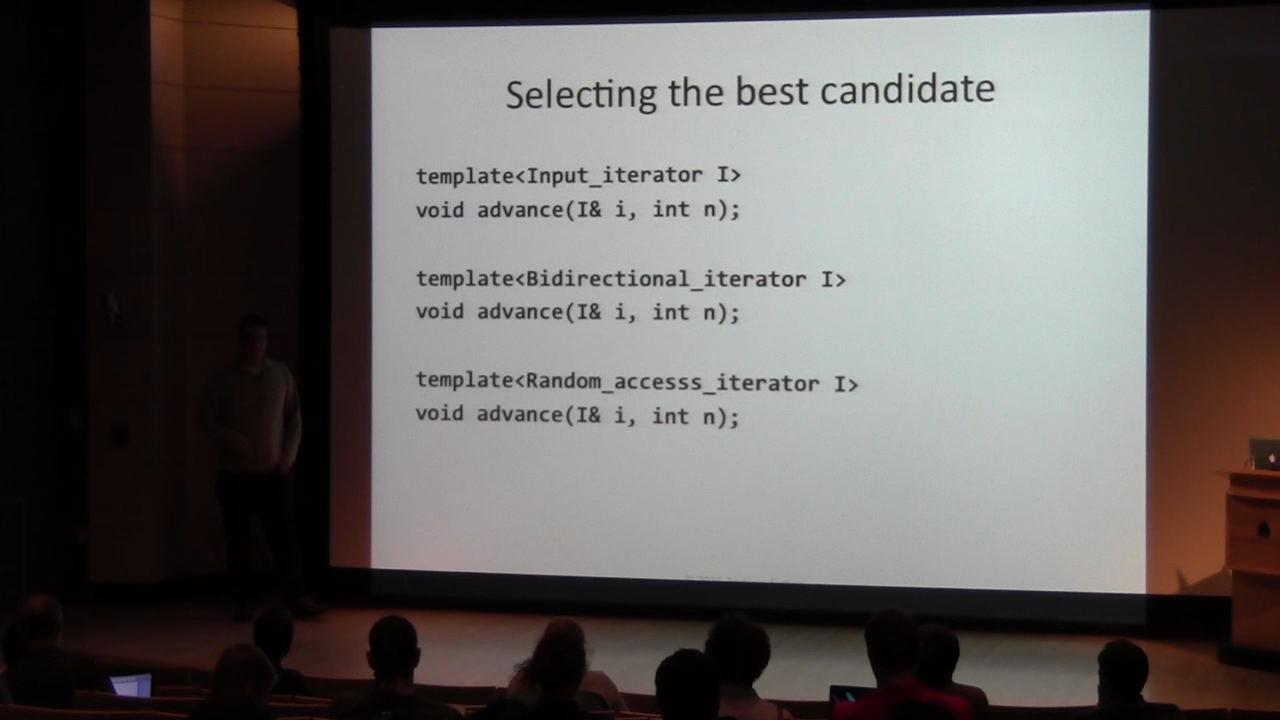 Selecting the best candidate
template<Input_iterator I>
void advance(I& i, int n);
template<Bidirectional_iterator I>
void advance(I& i, int n);
template<Random_accesss_iterator I>
void advance(I& i, int n);